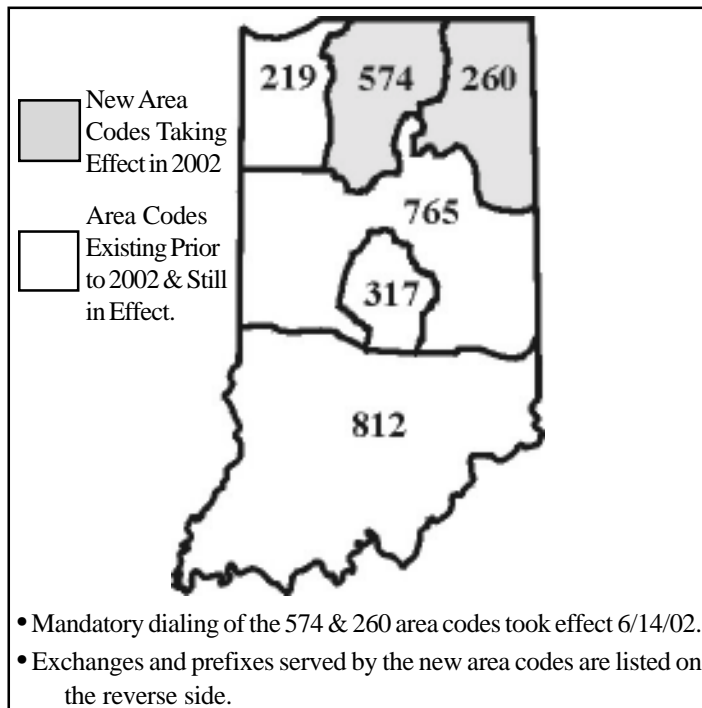 219
574
260
New Area
Codes Taking
Effect in 2002
Area Codes
Existing Prior
to 2002 & Still
in Effect.
765
317
812
• Mandatory dialing of the 574 & 260 area codes took effect 6/14/02.
• Exchanges and prefixes served by the new area codes are listed on
the reverse side.